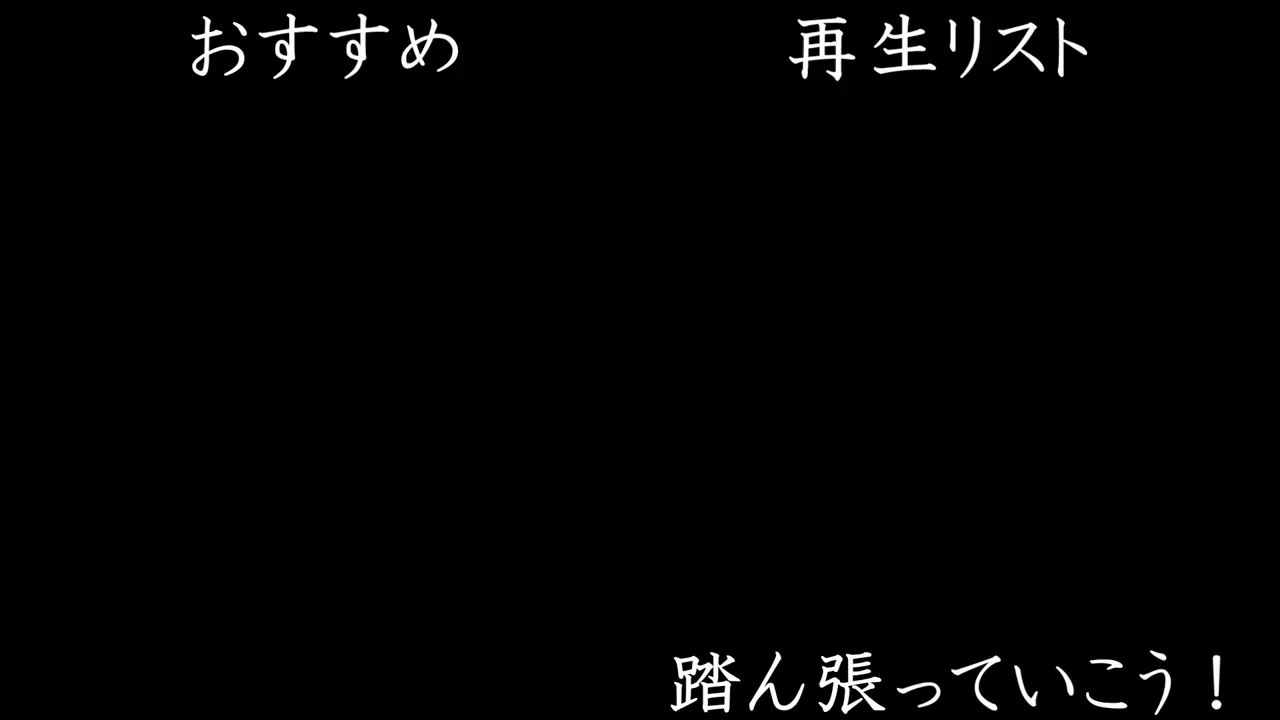 おすすめ
再生リスト
踏ん張っていこう！